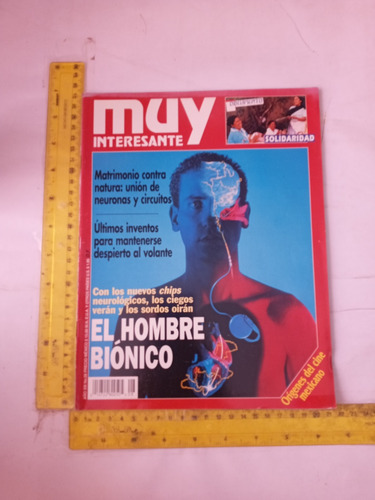 muy
INTERESANTE
SOLIDARIDAD
Matrimonio contra
natura: unión de
neuronas y circuitos
Últimos inventos
para mantenerse
despierto al volante
Con los nuevos chips
neurológicos, los ciegos
verán y los sordos oirán
EL HOMBRE
BIÓNICO
Orígenes del cine
mexicano